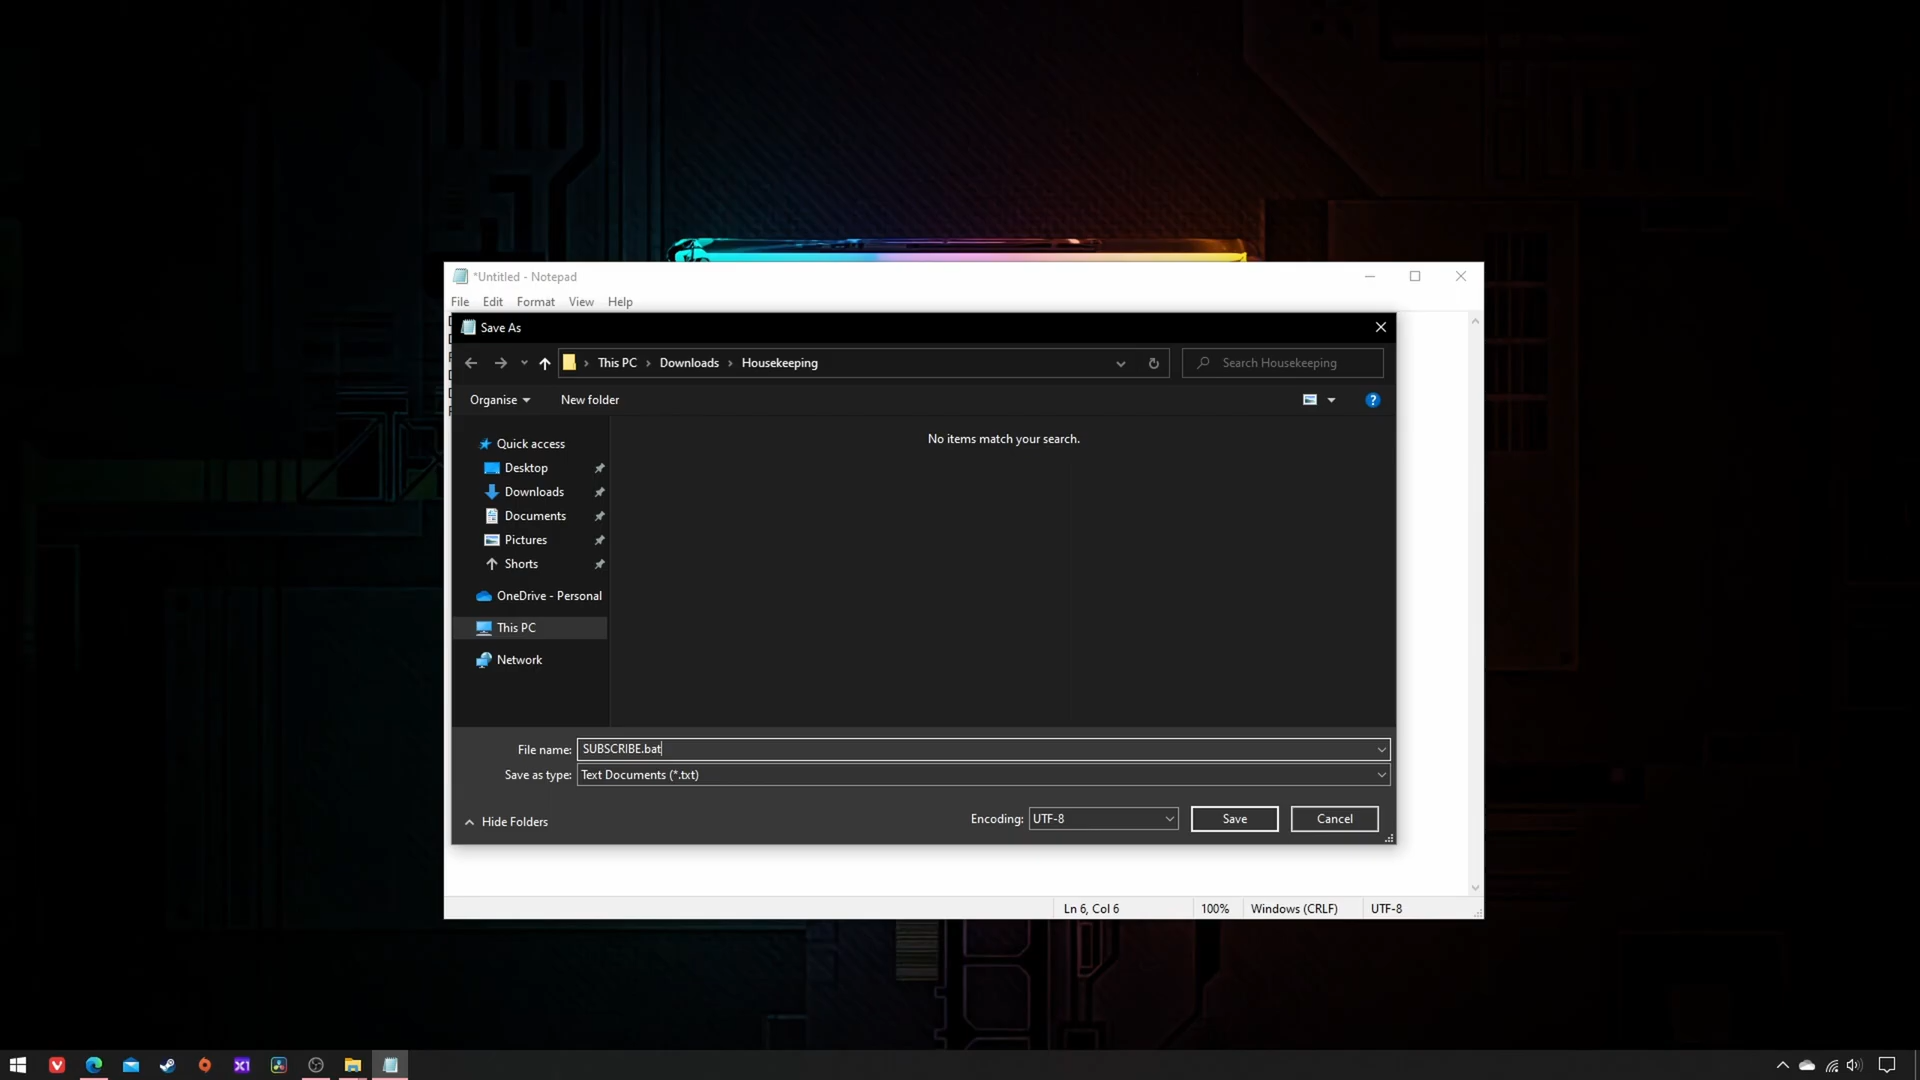 *Untitled - Notepad
File Edit Format View Help
Save As
This PC Downloads Housekeeping
Search Housekeeping
Organise New folder
?
No items match your search.
Quick access
Desktop
Downloads
Documents
Pictures
Shorts
OneDrive - Personal
This PC
Network
File name: SUBSCRIBE.bat
Save as type: Text Documents (*.txt)
Hide Folders
Encoding: UTF-8 Save Cancel
Ln 6, Col 6 100% Windows (CRLF) UTF-8
X1